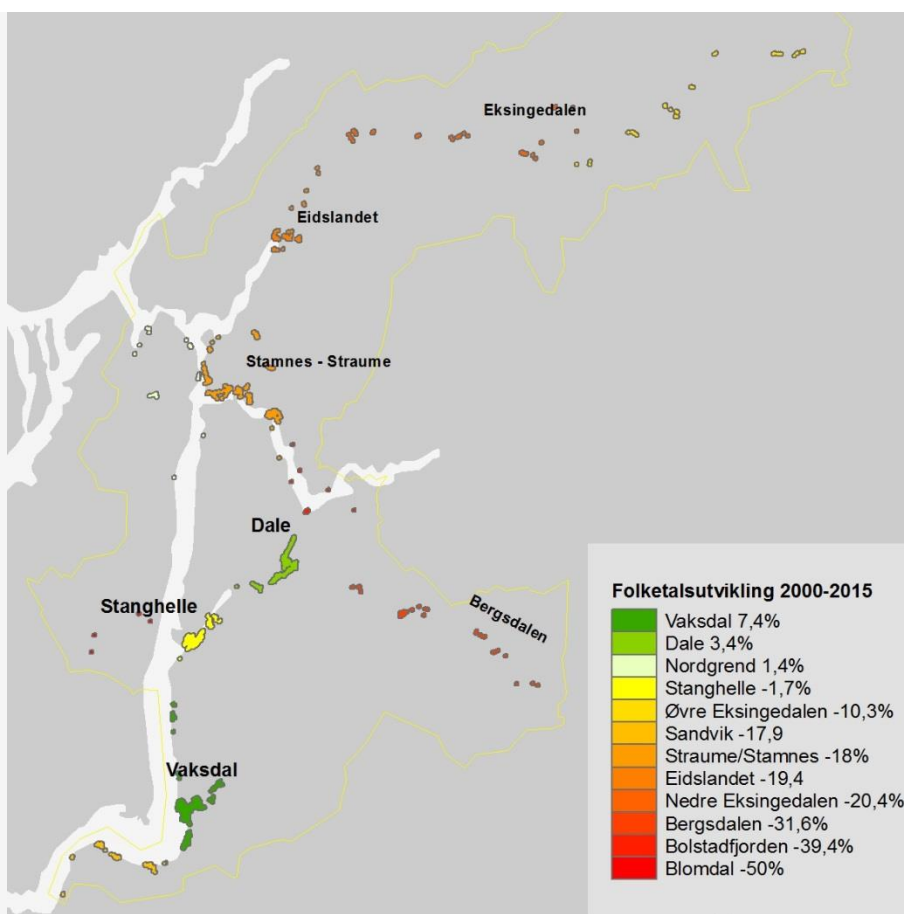 Eksingedalen
Eidslandet
Stamnes - Straume
Dale
Stanghelle
Bergsdalen
Vaksdal
Folketalsutvikling 2000-2015
Vaksdal 7,4%
Dale 3,4%
Nordgrend 1,4%
Stanghelle -1,7%
Øvre Eksingedalen -10,3%
Sandvik -17,9
Straume/Stamnes -18%
Eidslandet -19,4
Nedre Eksingedalen -20,4%
Bergsdalen -31,6%
Bolstadfjorden -39,4%
Blomdal -50%